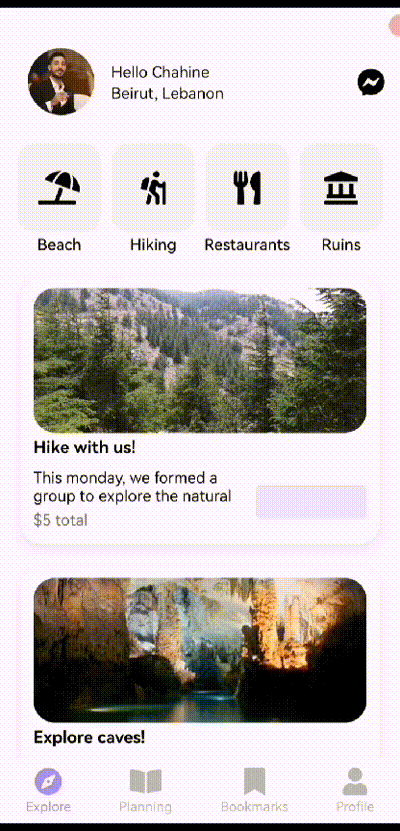 Hello Chahine
Beirut, Lebanon
Beach
Hiking
Restaurants
Ruins
Hike with us!
This monday, we formed a
group to explore the natural
$5 total
Explore caves!
Explore
Planning
Bookmarks
Profile